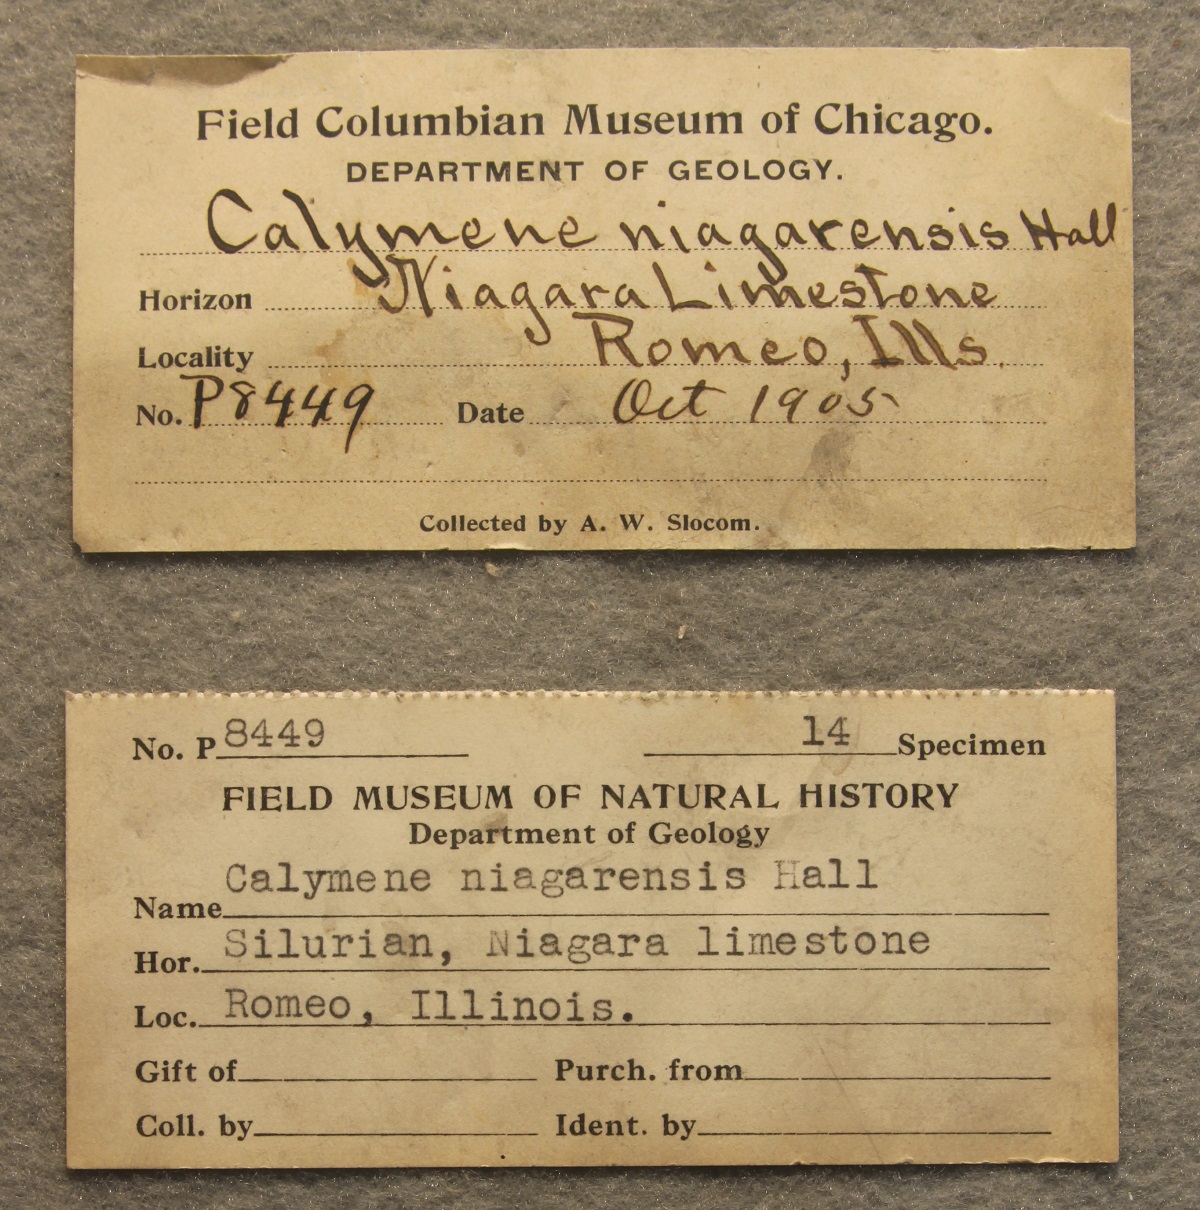 Field Columbian Museum of Chicago.
DEPARTMENT OF GEOLOGY.
Calymene niagarensis Hall
Horizon Niagara Limestone
Locality Romeo, Ills.
No. P8449 Date Oct 1905
Collected by A. W. Slocom.
No. P 8449 14 Specimen
FIELD MUSEUM OF NATURAL HISTORY
Department of Geology
Name Calymene niagarensis Hall
Hor. Silurian, Niagara limestone
Loc. Romeo, Illinois.
Gift of Purch. from
Coll. by Ident. by